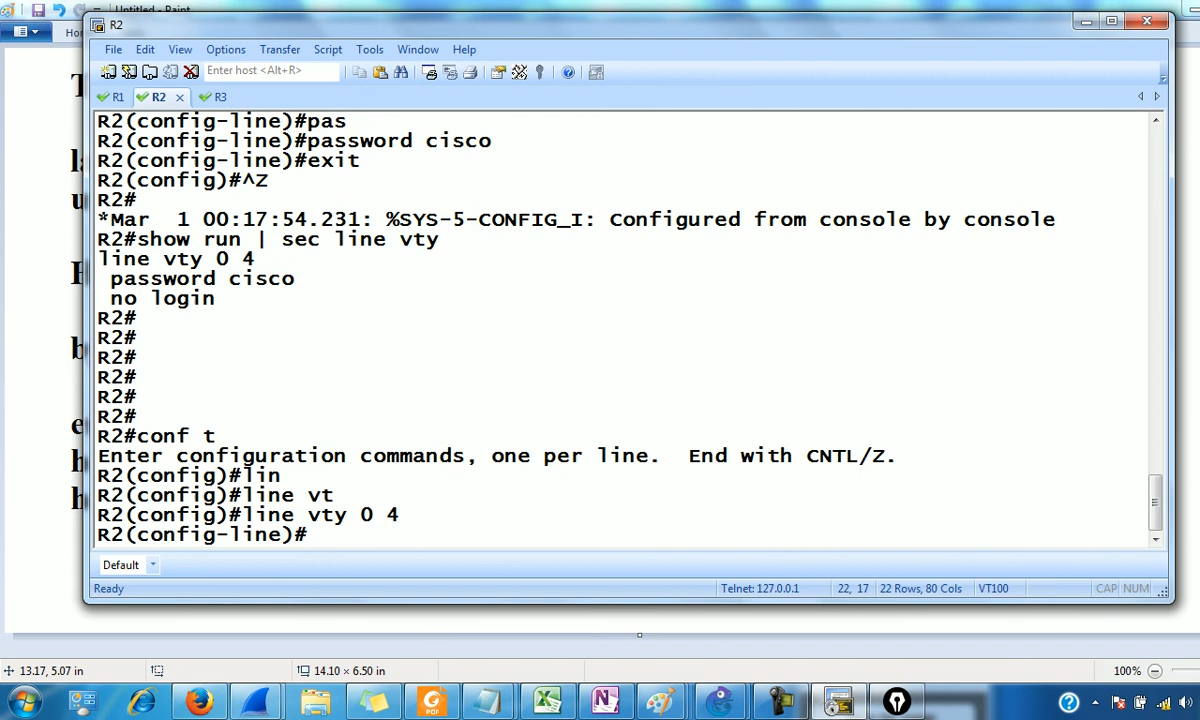 Untitled - Paint
R2
File Edit View Options Transfer Script Tools Window Help
Enter host <Alt+R>
R1 R2 R3
R2(config-line)#pas
R2(config-line)#password cisco
R2(config-line)#exit
R2(config)#^Z
R2#
*Mar  1 00:17:54.231: %SYS-5-CONFIG_I: Configured from console by console
R2#show run | sec line vty
line vty 0 4
 password cisco
 no login
R2#
R2#
R2#
R2#
R2#
R2#
R2#conf t
Enter configuration commands, one per line.  End with CNTL/Z.
R2(config)#lin
R2(config)#line vt
R2(config)#line vty 0 4
R2(config-line)#
Default
Ready Telnet: 127.0.0.1 22, 17 22 Rows, 80 Cols VT100 CAP NUM
13.17, 5.07 in 14.10 × 6.50 in 100%
PDF